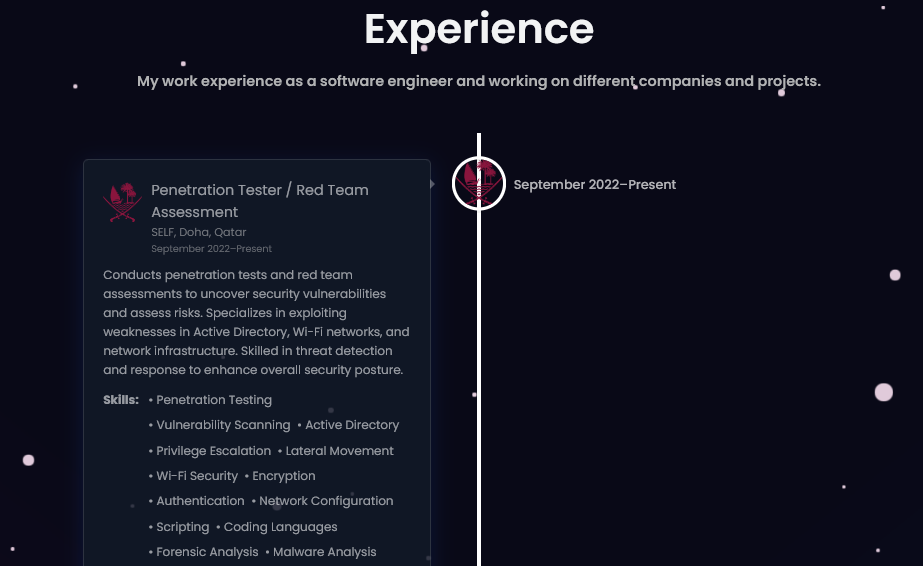 Experience
My work experience as a software engineer and working on different companies and projects.
Penetration Tester / Red Team
Assessment
SELF, Doha, Qatar
September 2022–Present
September 2022–Present
Conducts penetration tests and red team
assessments to uncover security vulnerabilities
and assess risks. Specializes in exploiting
weaknesses in Active Directory, Wi-Fi networks, and
network infrastructure. Skilled in threat detection
and response to enhance overall security posture.
Skills: • Penetration Testing
• Vulnerability Scanning • Active Directory
• Privilege Escalation • Lateral Movement
• Wi-Fi Security • Encryption
• Authentication • Network Configuration
• Scripting • Coding Languages
• Forensic Analysis • Malware Analysis